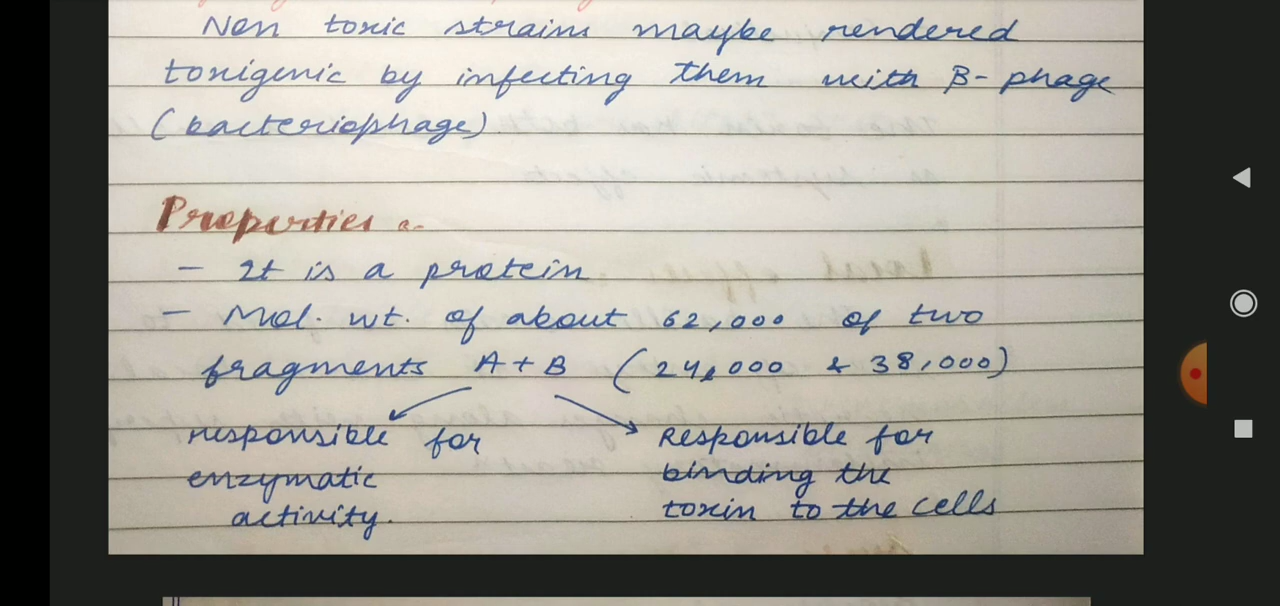 Non toxic strains maybe rendered
toxigenic by infecting them with β-phage
(bacteriophage)
Properties :-
- It is a protein
- Mol. wt. of about 62,000 of two
fragments A + B (24,000 & 38,000)
responsible for
enzymatic
activity.
Responsible for
binding the
toxin to the cells